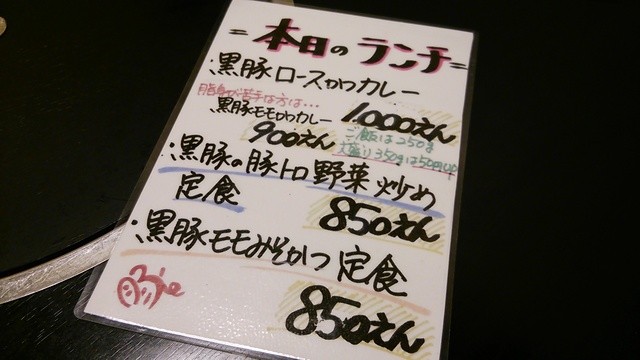 =本日のランチ=
・黒豚ロースかつカレー
脂身が苦手な方は…
1,000えん
黒豚モモかつカレー
900えん
ご飯は250g
大盛り350gは50円UP
・黒豚の豚トロ野菜炒め
定食
850えん
・黒豚モモみそかつ定食
850えん